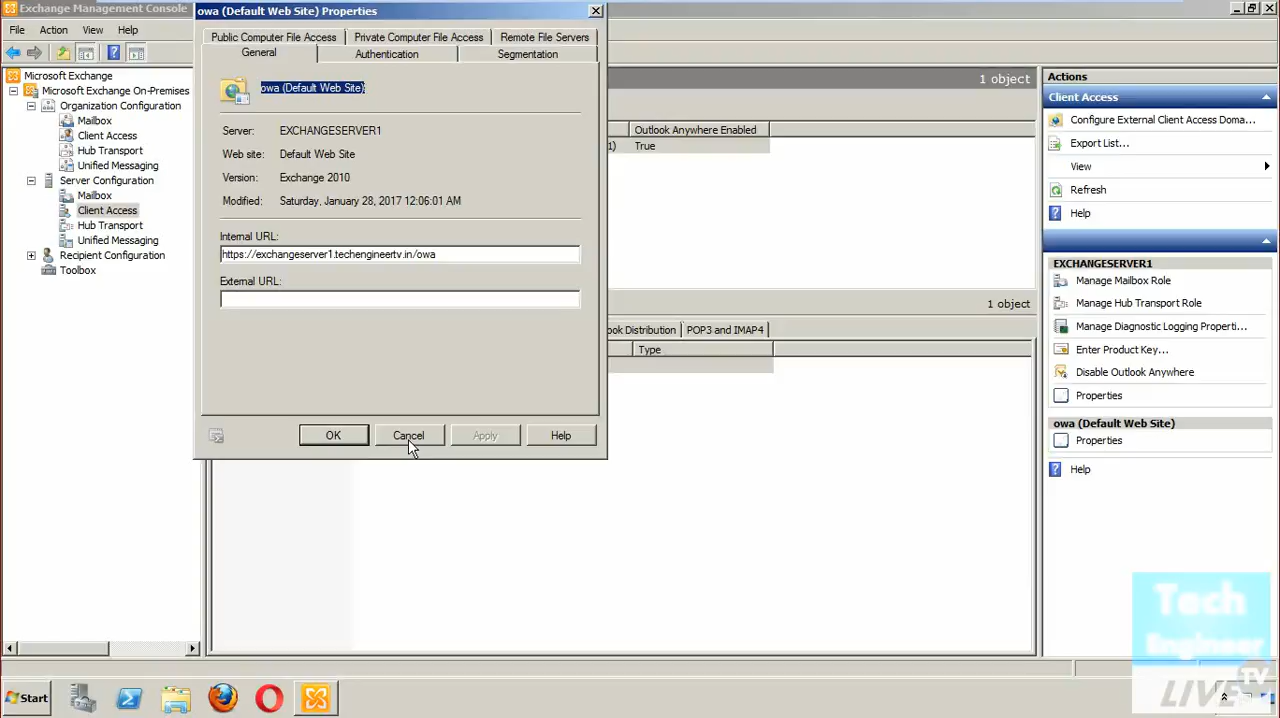 Exchange Management Console
File Action View Help
Microsoft Exchange
Microsoft Exchange On-Premises
Organization Configuration
Mailbox
Client Access
Hub Transport
Unified Messaging
Server Configuration
Mailbox
Client Access
Hub Transport
Unified Messaging
Recipient Configuration
Toolbox
owa (Default Web Site) Properties
Public Computer File Access Private Computer File Access Remote File Servers
General Authentication Segmentation
owa (Default Web Site)
Server: EXCHANGESERVER1
Web site: Default Web Site
Version: Exchange 2010
Modified: Saturday, January 28, 2017 12:06:01 AM
Internal URL:
https://exchangeserver1.techengineertv.in/owa
External URL:
OK Cancel Apply Help
1 object
Outlook Anywhere Enabled
1) True
1 object
ook Distribution POP3 and IMAP4
Type
Actions
Client Access
Configure External Client Access Doma...
Export List...
View
Refresh
Help
EXCHANGESERVER1
Manage Mailbox Role
Manage Hub Transport Role
Manage Diagnostic Logging Properti...
Enter Product Key...
Disable Outlook Anywhere
Properties
owa (Default Web Site)
Properties
Help
Tech
Engineer
TV
LIVE
Start